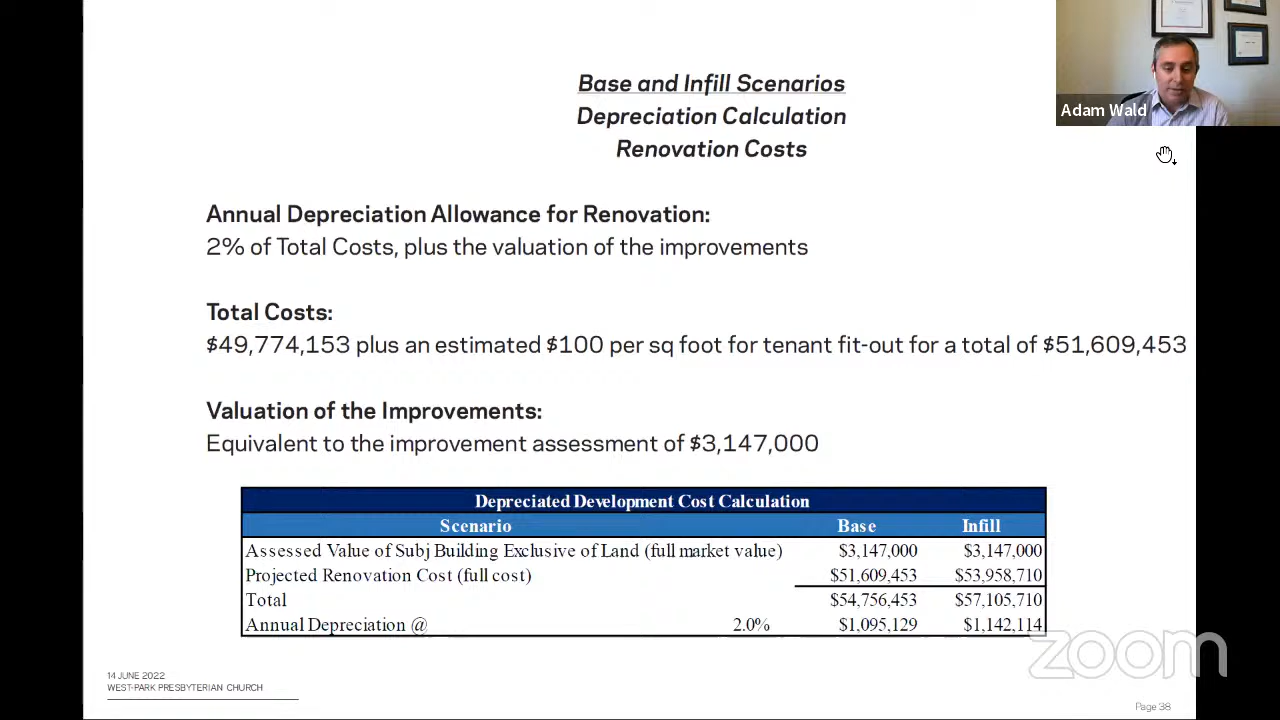 Base and Infill Scenarios
Depreciation Calculation
Renovation Costs
Adam Wald
Annual Depreciation Allowance for Renovation:
2% of Total Costs, plus the valuation of the improvements
Total Costs:
$49,774,153 plus an estimated $100 per sq foot for tenant fit-out for a total of $51,609,453
Valuation of the Improvements:
Equivalent to the improvement assessment of $3,147,000
Depreciated Development Cost Calculation
Scenario Base Infill
Assessed Value of Subj Building Exclusive of Land (full market value) $3,147,000 $3,147,000
Projected Renovation Cost (full cost) $51,609,453 $53,958,710
Total $54,756,453 $57,105,710
Annual Depreciation @ 2.0% $1,095,129 $1,142,114
zoom
14 JUNE 2022
WEST-PARK PRESBYTERIAN CHURCH
Page 38